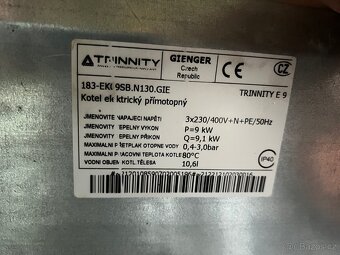 TRINNITY
GIENGER
Czech
Republic
CE
CZ
183-EKO9SB.N130.GIE
TRINNITY E 9
Kotel elektrický přímotopný
JMENOVITÉ NAPÁJECÍ NAPĚTÍ 3x230/400V+N+PE/50Hz
JMENOVITÝ TEPELNÝ VÝKON P=9 kW
JMENOVITÝ TEPELNÝ PŘÍKON Q=9,1 kW
MAXIMÁLNÍ PŘETLAK OTOPNÉ VODY 0,4-3,0bar
MAXIMÁLNÍ PRACOVNÍ TEPLOTA KOTLE 80°C
VODNÍ OBJEM KOTL. TĚLESA 10,6l
IP40